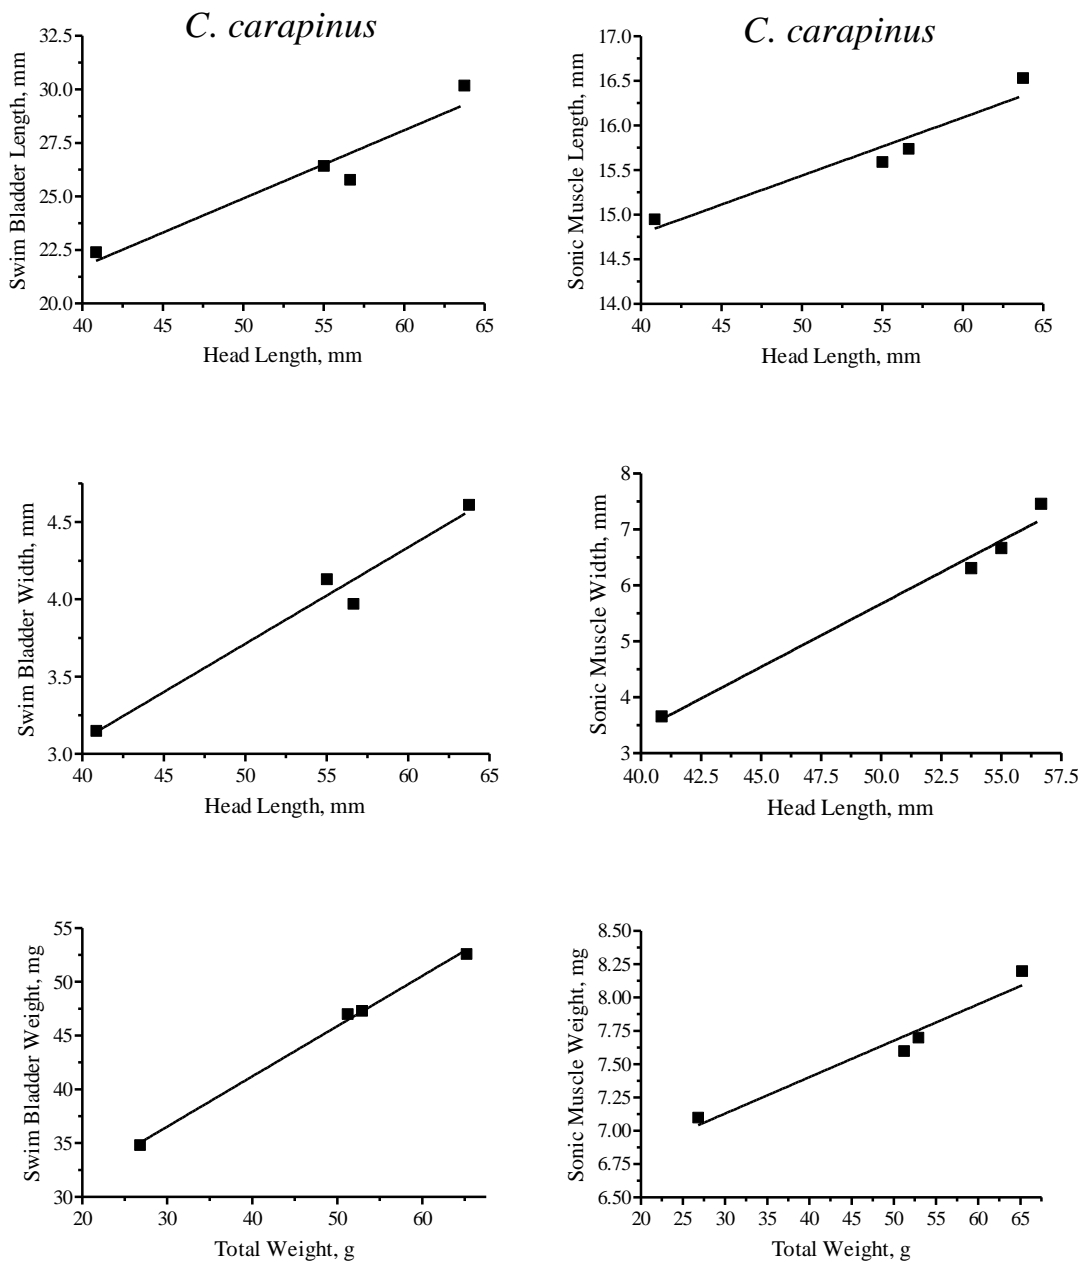 C. carapinus
Swim Bladder Length, mm
32.5
30.0
27.5
25.0
22.5
20.0
40 45 50 55 60 65
Head Length, mm
C. carapinus
Sonic Muscle Length, mm
17.0
16.5
16.0
15.5
15.0
14.5
14.0
40 45 50 55 60 65
Head Length, mm
Swim Bladder Width, mm
4.5
4.0
3.5
3.0
40 45 50 55 60 65
Head Length, mm
Sonic Muscle Width, mm
8
7
6
5
4
3
40.0 42.5 45.0 47.5 50.0 52.5 55.0 57.5
Head Length, mm
Swim Bladder Weight, mg
55
50
45
40
35
30
20 30 40 50 60
Total Weight, g
Sonic Muscle Weight, mg
8.50
8.25
8.00
7.75
7.50
7.25
7.00
6.75
6.50
20 25 30 35 40 45 50 55 60 65
Total Weight, g